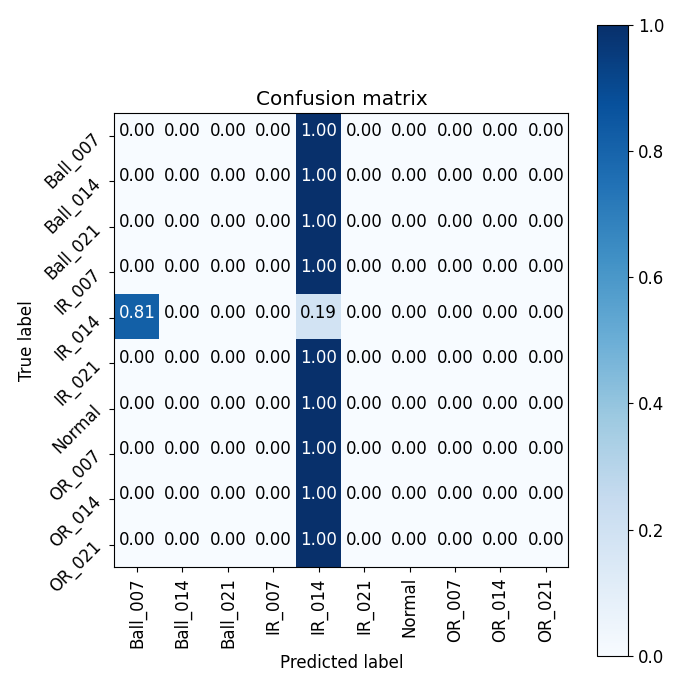 Confusion matrix
Ball_007 0.00 0.00 0.00 0.00 1.00 0.00 0.00 0.00 0.00 0.00
Ball_014 0.00 0.00 0.00 0.00 1.00 0.00 0.00 0.00 0.00 0.00
Ball_021 0.00 0.00 0.00 0.00 1.00 0.00 0.00 0.00 0.00 0.00
IR_007 0.00 0.00 0.00 0.00 1.00 0.00 0.00 0.00 0.00 0.00
IR_014 0.81 0.00 0.00 0.00 0.19 0.00 0.00 0.00 0.00 0.00
IR_021 0.00 0.00 0.00 0.00 1.00 0.00 0.00 0.00 0.00 0.00
Normal 0.00 0.00 0.00 0.00 1.00 0.00 0.00 0.00 0.00 0.00
OR_007 0.00 0.00 0.00 0.00 1.00 0.00 0.00 0.00 0.00 0.00
OR_014 0.00 0.00 0.00 0.00 1.00 0.00 0.00 0.00 0.00 0.00
OR_021 0.00 0.00 0.00 0.00 1.00 0.00 0.00 0.00 0.00 0.00
Ball_007 Ball_014 Ball_021 IR_007 IR_014 IR_021 Normal OR_007 OR_014 OR_021
True label
Predicted label
1.0
0.8
0.6
0.4
0.2
0.0